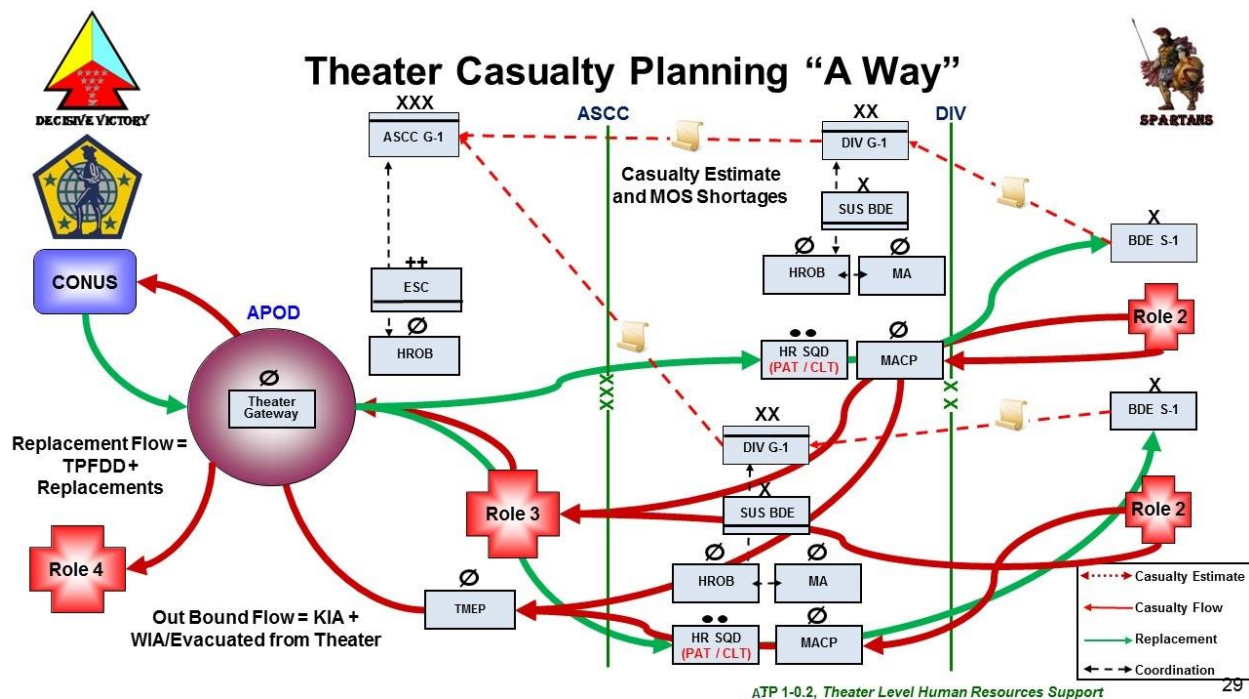 Theater Casualty Planning “A Way”
DECISIVE VICTORY
SPARTANS
XXX
ASCC G-1
ASCC
XX
DIV G-1
DIV
Casualty Estimate
and MOS Shortages
X
SUS BDE
X
BDE S-1
Ø
HROB
Ø
MA
CONUS
++
ESC
Ø
HROB
APOD
Ø
Theater
Gateway
Role 2
●●
HR SQD
(PAT / CLT)
Ø
MACP
XXX
XX
X
BDE S-1
XX
DIV G-1
Replacement Flow =
TPFDD +
Replacements
Role 3
X
SUS BDE
Role 2
Role 4
Ø
HROB
Ø
MA
Out Bound Flow = KIA +
WIA/Evacuated from Theater
Ø
TMEP
●●
HR SQD
(PAT / CLT)
Ø
MACP
Casualty Estimate
Casualty Flow
Replacement
Coordination
ATP 1-0.2, Theater Level Human Resources Support
29